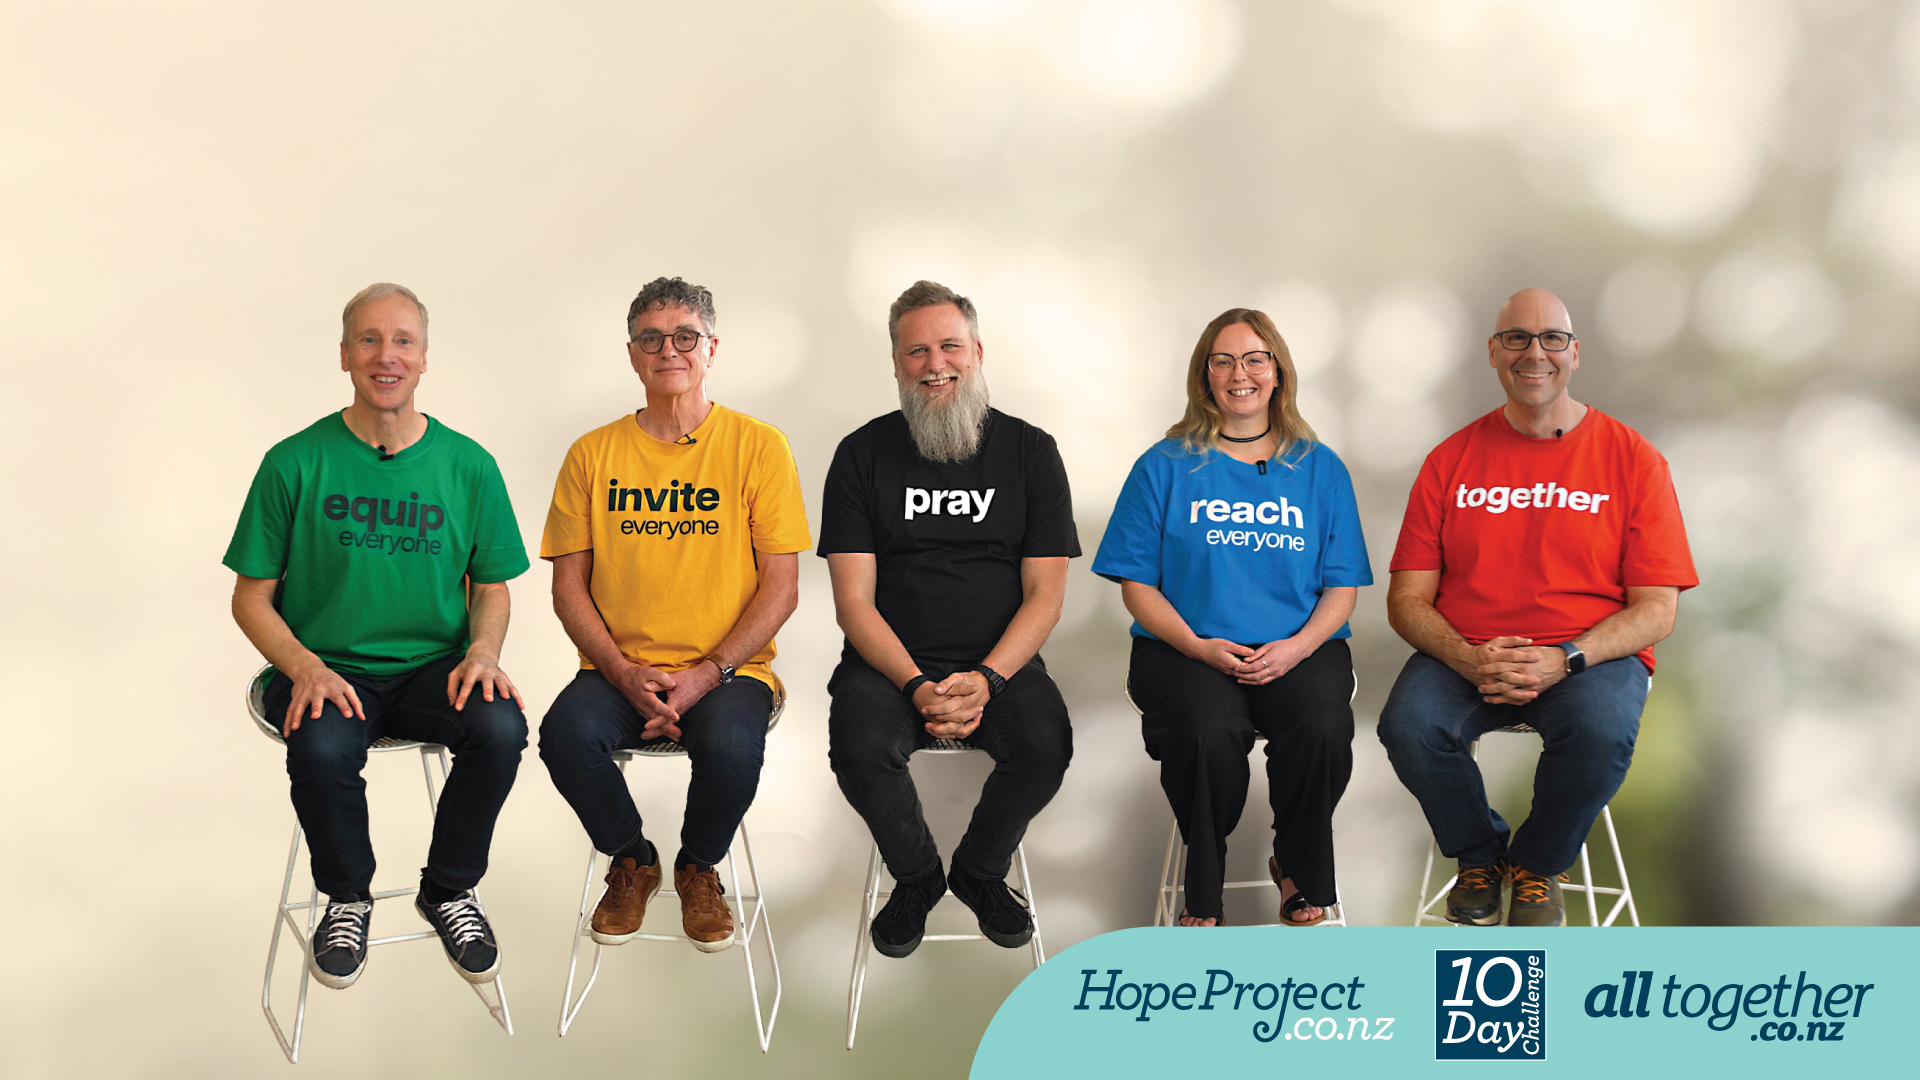 equip
everyone
invite
everyone
pray
reach
everyone
together
HopeProject
.co.nz
10
Day
Challenge
all together
.co.nz